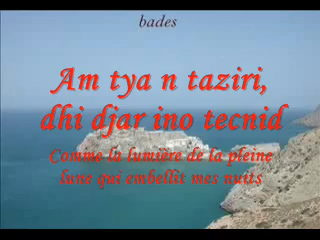 bades
Am tya n taziri,
dhi djar ino tecnid
Comme la lumière de la pleine
lune qui embellit mes nuits